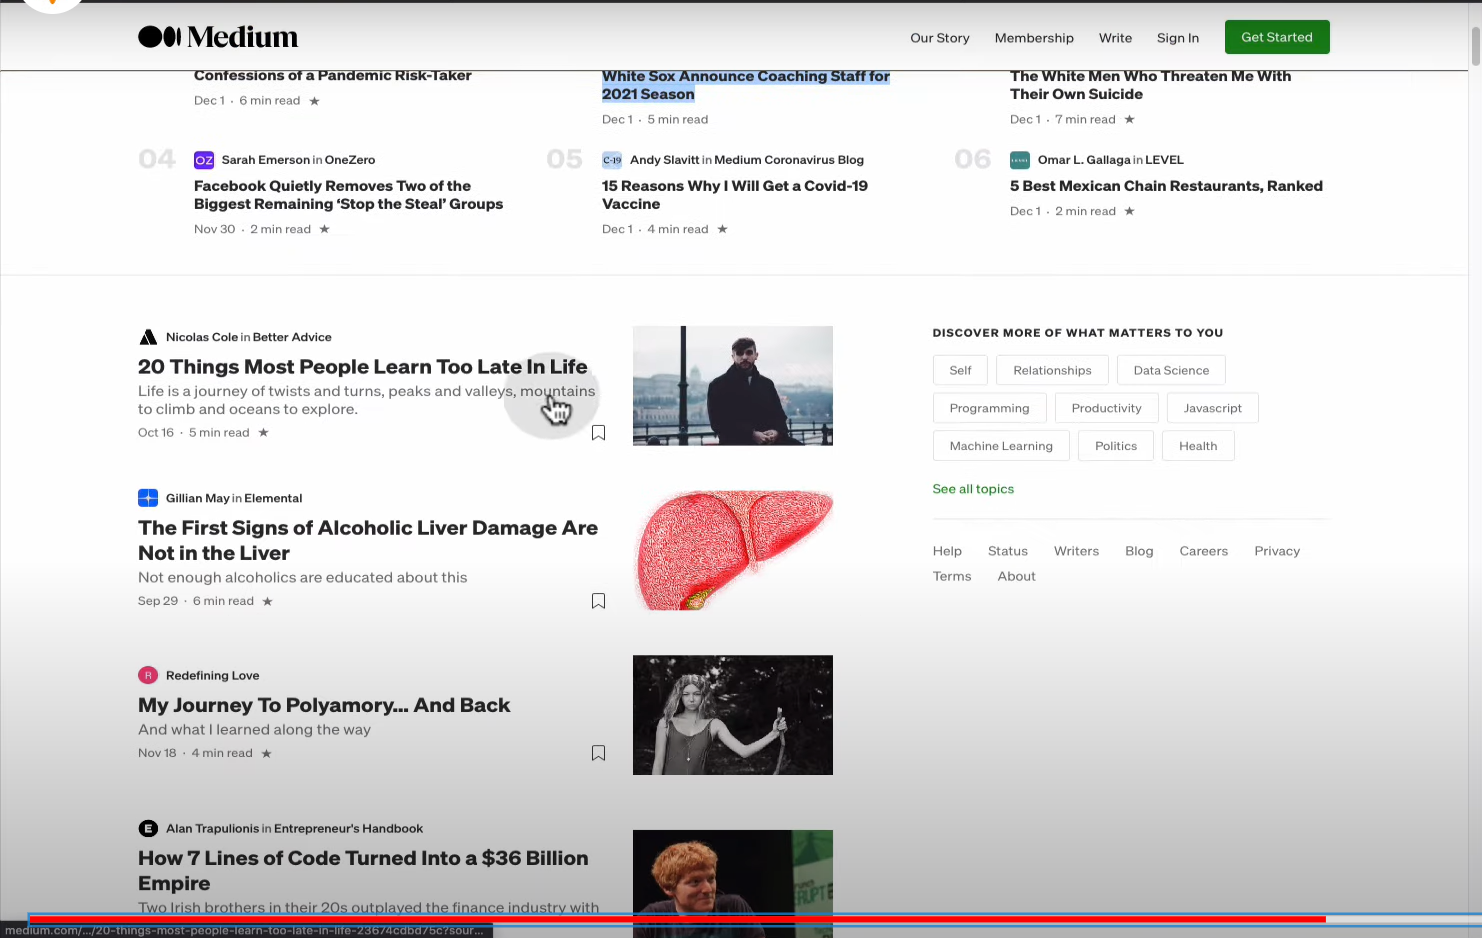 Medium
Our Story
Membership
Write
Sign In
Get Started
Confessions of a Pandemic Risk-Taker
Dec 1 · 6 min read ★
White Sox Announce Coaching Staff for
2021 Season
Dec 1 · 5 min read
The White Men Who Threaten Me With
Their Own Suicide
Dec 1 · 7 min read ★
04
OZ
Sarah Emerson in OneZero
Facebook Quietly Removes Two of the
Biggest Remaining ‘Stop the Steal’ Groups
Nov 30 · 2 min read ★
05
C-19
Andy Slavitt in Medium Coronavirus Blog
15 Reasons Why I Will Get a Covid-19
Vaccine
Dec 1 · 4 min read ★
06
Omar L. Gallaga in LEVEL
5 Best Mexican Chain Restaurants, Ranked
Dec 1 · 2 min read ★
Nicolas Cole in Better Advice
20 Things Most People Learn Too Late In Life
Life is a journey of twists and turns, peaks and valleys, mountains
to climb and oceans to explore.
Oct 16 · 5 min read ★
Gillian May in Elemental
The First Signs of Alcoholic Liver Damage Are
Not in the Liver
Not enough alcoholics are educated about this
Sep 29 · 6 min read ★
R
Redefining Love
My Journey To Polyamory... And Back
And what I learned along the way
Nov 18 · 4 min read ★
E
Alan Trapulionis in Entrepreneur's Handbook
How 7 Lines of Code Turned Into a $36 Billion
Empire
Two Irish brothers in their 20s outplayed the finance industry with
DISCOVER MORE OF WHAT MATTERS TO YOU
Self
Relationships
Data Science
Programming
Productivity
Javascript
Machine Learning
Politics
Health
See all topics
Help
Status
Writers
Blog
Careers
Privacy
Terms
About
medium.com/.../20-things-most-people-learn-too-late-in-life-23674cdbd75c?sour...